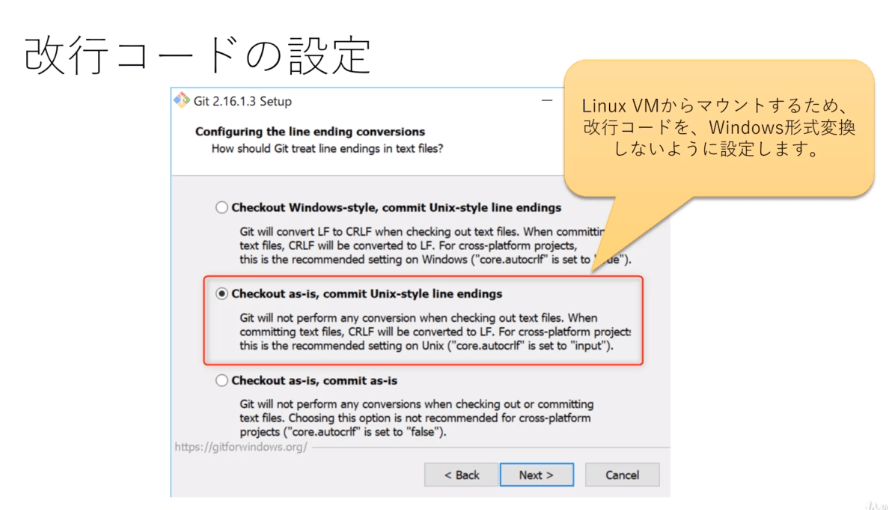 改行コードの設定
Git 2.16.1.3 Setup
Linux VMからマウントするため、
改行コードを、Windows形式変換
しないように設定します。
Configuring the line ending conversions
How should Git treat line endings in text files?
Checkout Windows-style, commit Unix-style line endings
Git will convert LF to CRLF when checking out text files. When committin
text files, CRLF will be converted to LF. For cross-platform projects,
this is the recommended setting on Windows ("core.autocrlf" is set to "ue").
Checkout as-is, commit Unix-style line endings
Git will not perform any conversion when checking out text files. When
committing text files, CRLF will be converted to LF. For cross-platform projects
this is the recommended setting on Unix ("core.autocrlf" is set to "input").
Checkout as-is, commit as-is
Git will not perform any conversions when checking out or committing
text files. Choosing this option is not recommended for cross-platform
projects ("core.autocrlf" is set to "false").
https://gitforwindows.org/
< Back Next > Cancel